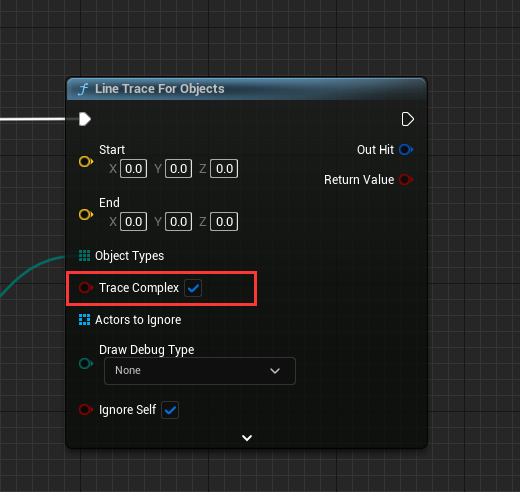 f Line Trace For Objects
Start
X 0.0 Y 0.0 Z 0.0
Out Hit
Return Value
End
X 0.0 Y 0.0 Z 0.0
Object Types
Trace Complex
Actors to Ignore
Draw Debug Type
None
Ignore Self